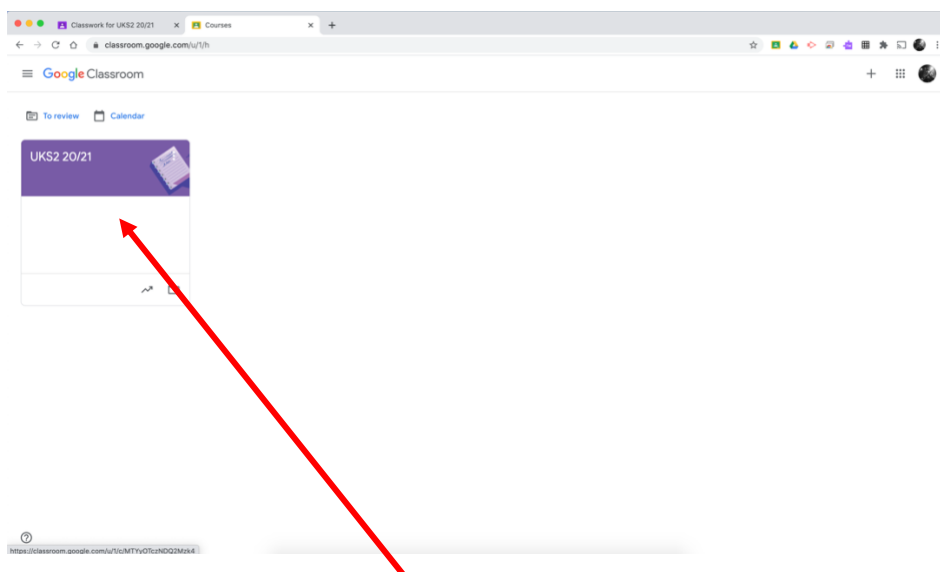 Classwork for UKS2 20/21 × Courses × +
classroom.google.com/u/1/h
Google Classroom
To review Calendar
UKS2 20/21
https://classroom.google.com/u/1/c/MTYyOTczNDQ2Mzk4